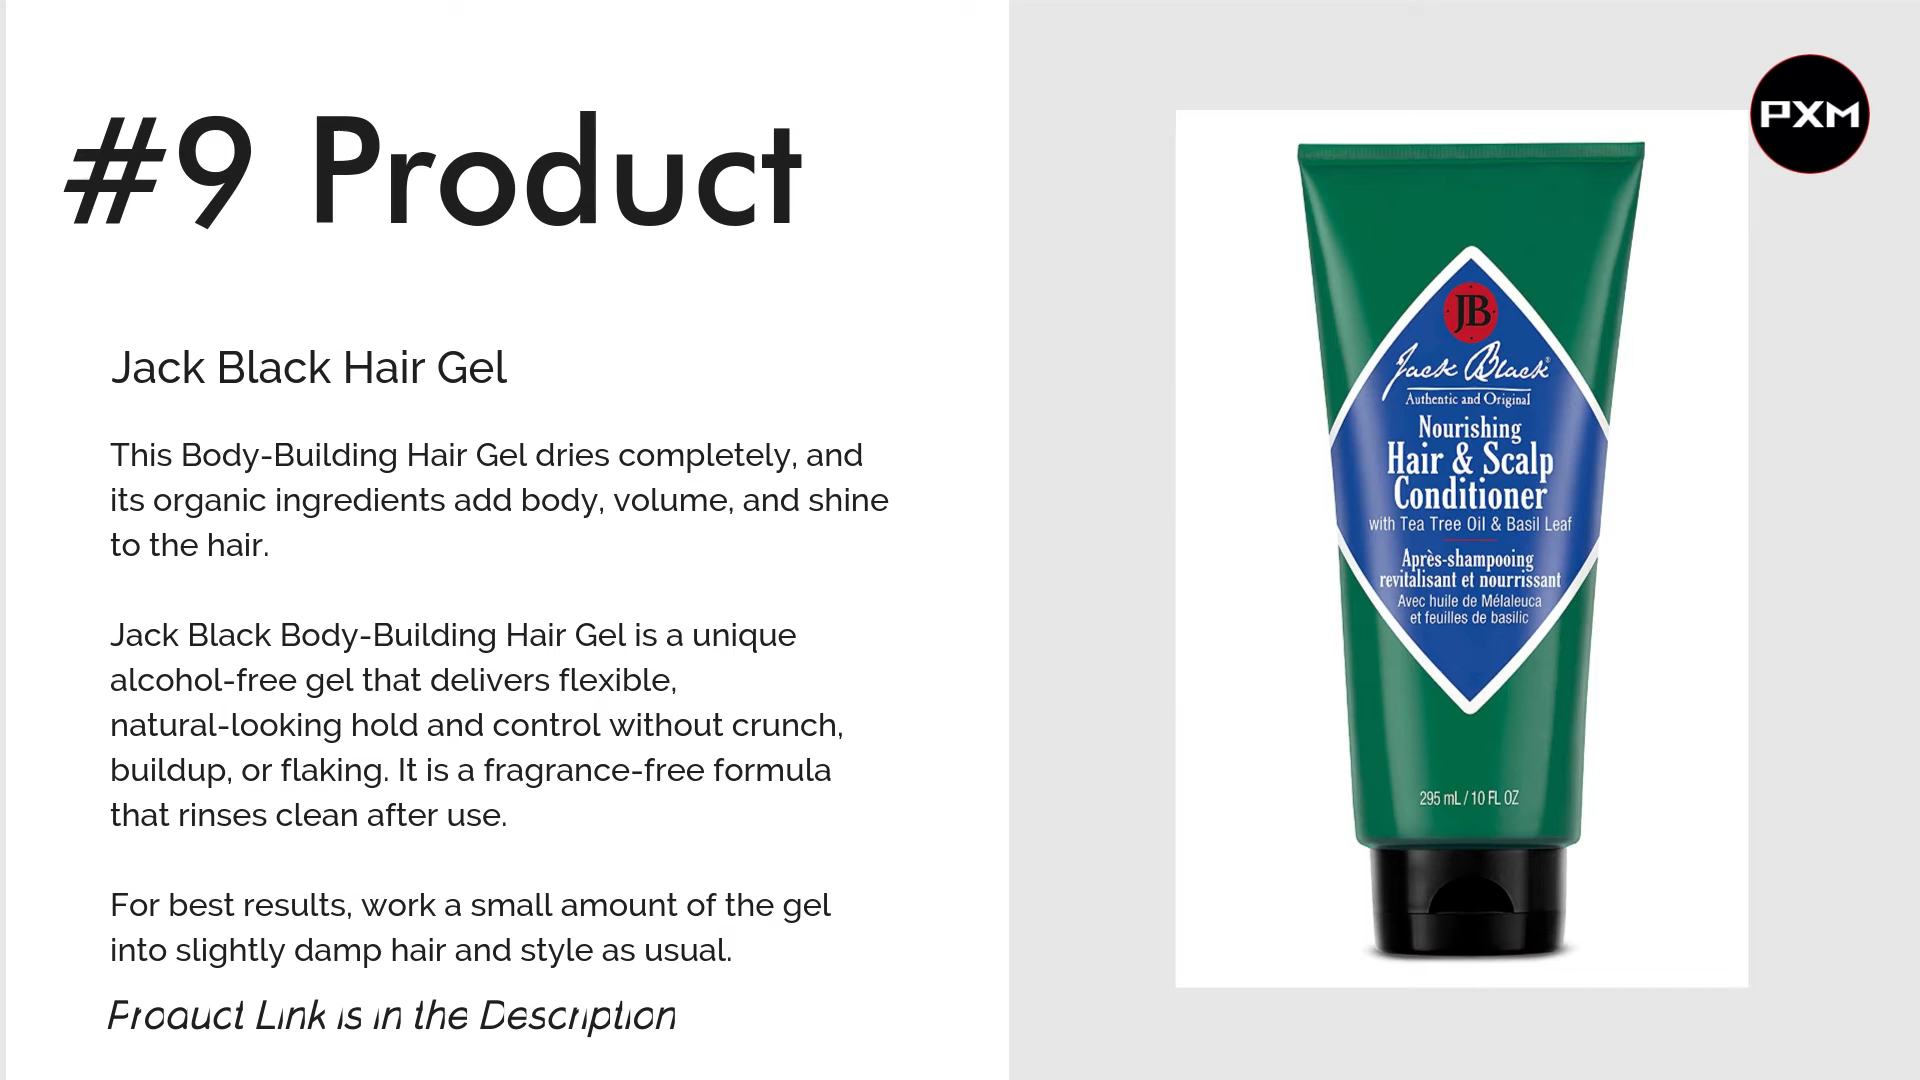 #9 Product
Jack Black Hair Gel
This Body-Building Hair Gel dries completely, and
its organic ingredients add body, volume, and shine
to the hair.
Jack Black Body-Building Hair Gel is a unique
alcohol-free gel that delivers flexible,
natural-looking hold and control without crunch,
buildup, or flaking. It is a fragrance-free formula
that rinses clean after use.
For best results, work a small amount of the gel
into slightly damp hair and style as usual.
Product Link is in the Description
PXM
JB
Jack Black®
Authentic and Original
Nourishing
Hair & Scalp
Conditioner
with Tea Tree Oil & Basil Leaf
Après-shampooing
revitalisant et nourrissant
Avec huile de Mélaleuca
et feuilles de basilic
295 mL / 10 FL OZ